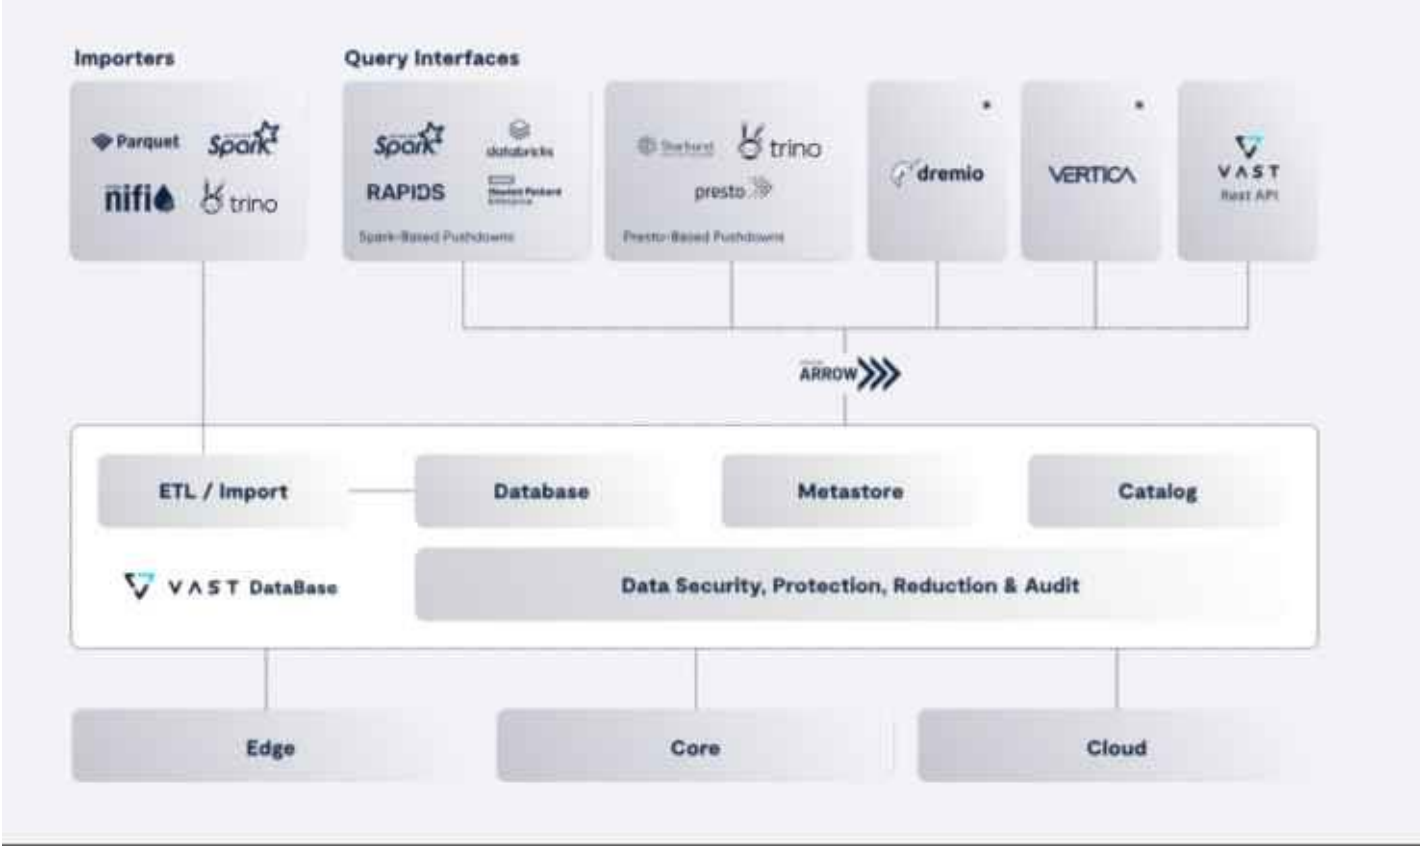 Importers
Query Interfaces
Parquet
Spark
nifi
trino
Spark
databricks
RAPIDS
Hewlett Packard
Enterprise
Spark-Based Pushdowns
Starburst
trino
presto
Presto-Based Pushdowns
*
dremio
*
VERTICA
VAST
Rest API
ARROW
ETL / Import
Database
Metastore
Catalog
VAST DataBase
Data Security, Protection, Reduction & Audit
Edge
Core
Cloud